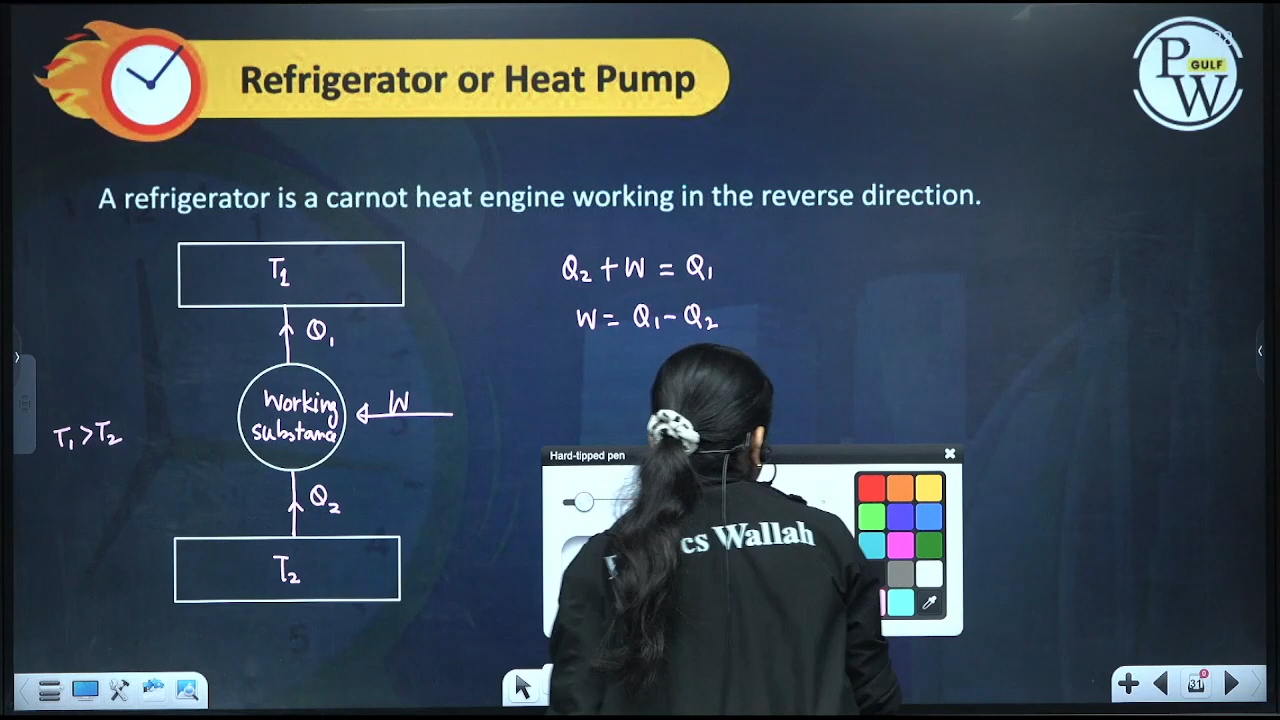 Refrigerator or Heat Pump
P
GULF
W
A refrigerator is a carnot heat engine working in the reverse direction.
T1
Q1
Working
substance
W
T1 > T2
Q2
T2
Q2 + W = Q1
W = Q1 - Q2
Hard-tipped pen
cs Wallah
31